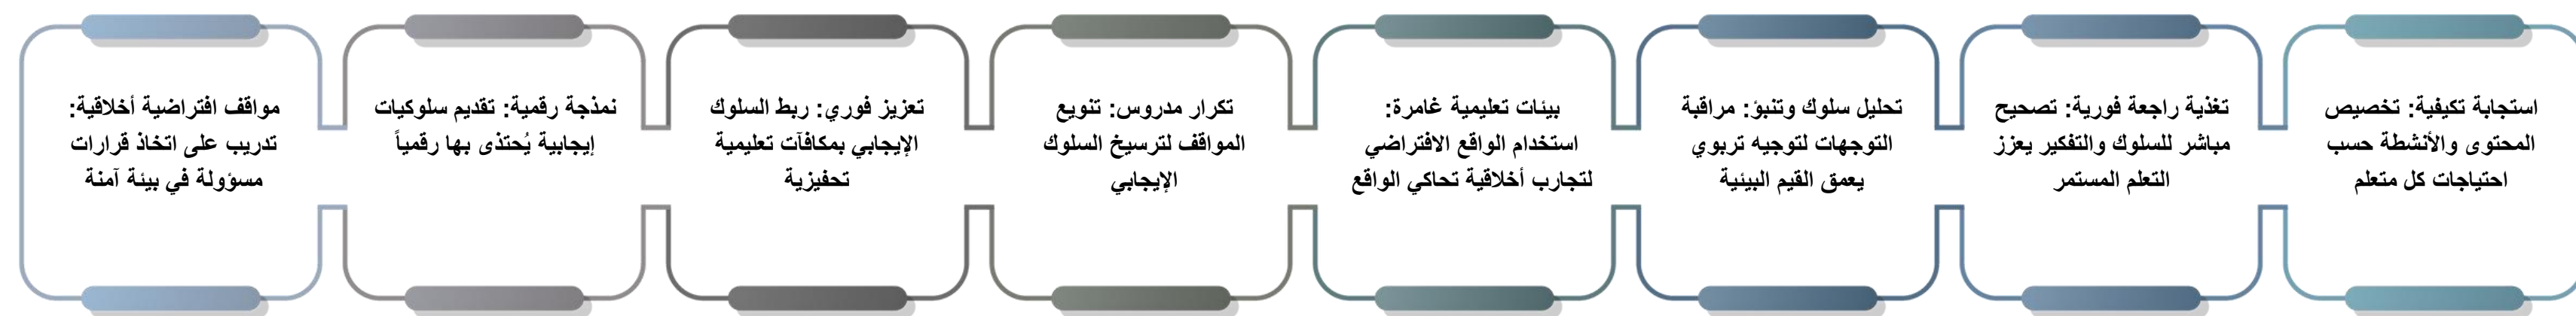 استجابة تكيفية: تخصيص
المحتوى والأنشطة حسب
احتياجات كل متعلم
تغذية راجعة فورية: تصحيح
مباشر للسلوك والتفكير يعزز
التعلم المستمر
تحليل سلوك وتنبؤ: مراقبة
التوجهات لتوجيه تربوي
يعمق القيم البيئية
بيئات تعليمية غامرة:
استخدام الواقع الافتراضي
لتجارب أخلاقية تحاكي الواقع
تكرار مدروس: تنويع
المواقف لترسيخ السلوك
الإيجابي
تعزيز فوري: ربط السلوك
الإيجابي بمكافآت تعليمية
تحفيزية
نمذجة رقمية: تقديم سلوكيات
إيجابية يُحتذى بها رقمياً
مواقف افتراضية أخلاقية:
تدريب على اتخاذ قرارات
مسؤولة في بيئة آمنة